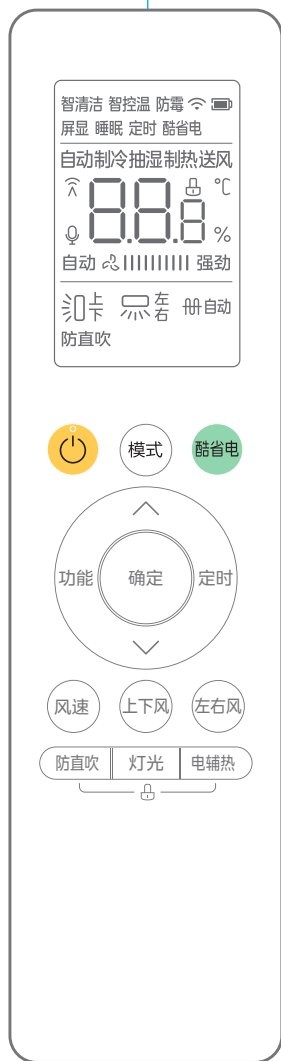 智清洁 智控温 防霉
屏显 睡眠 定时 酷省电
自动制冷抽湿制热送风
88.8 ℃
%
自动 强劲
上下 左右 自动
防直吹
模式 酷省电
功能 确定 定时
风速 上下风 左右风
防直吹 灯光 电辅热